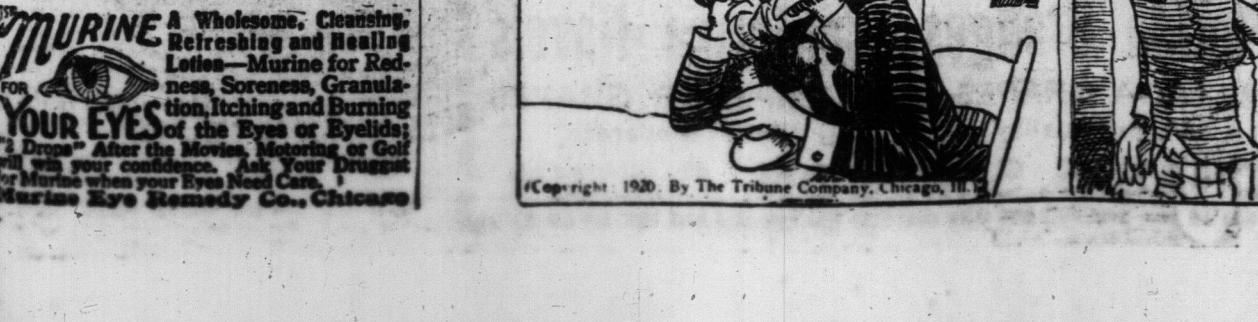 MURINE
FOR
YOUR EYES
A Wholesome, Cleansing,
Refreshing and Healing
Lotion—Murine for Red-
ness, Soreness, Granula-
tion, Itching and Burning
of the Eyes or Eyelids;
"2 Drops" After the Movies, Motoring or Golf
will win your confidence. Ask Your Druggist
for Murine when your Eyes Need Care.
Murine Eye Remedy Co., Chicago
(Copyright: 1920. By The Tribune Company, Chicago, Ill.)